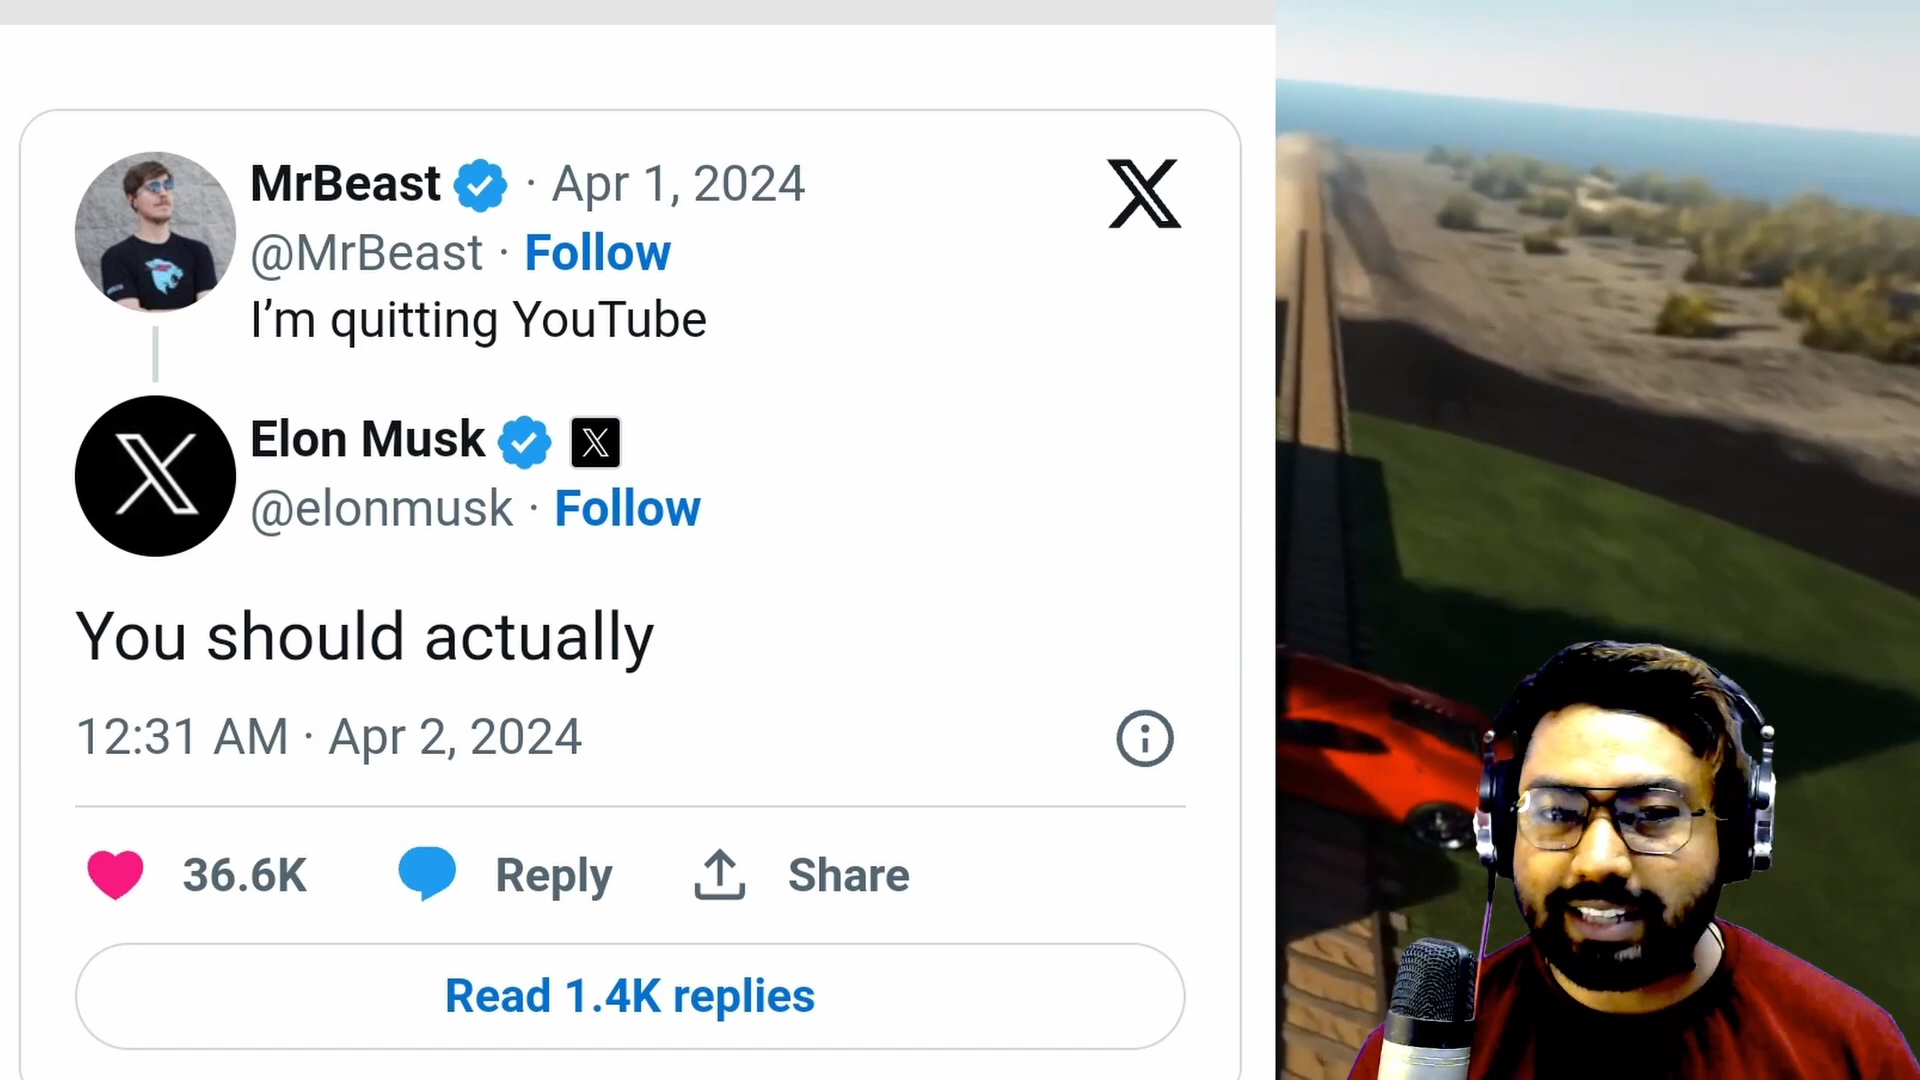 MrBeast · Apr 1, 2024
@MrBeast · Follow
I’m quitting YouTube
Elon Musk
@elonmusk · Follow
You should actually
12:31 AM · Apr 2, 2024
36.6K Reply Share
Read 1.4K replies